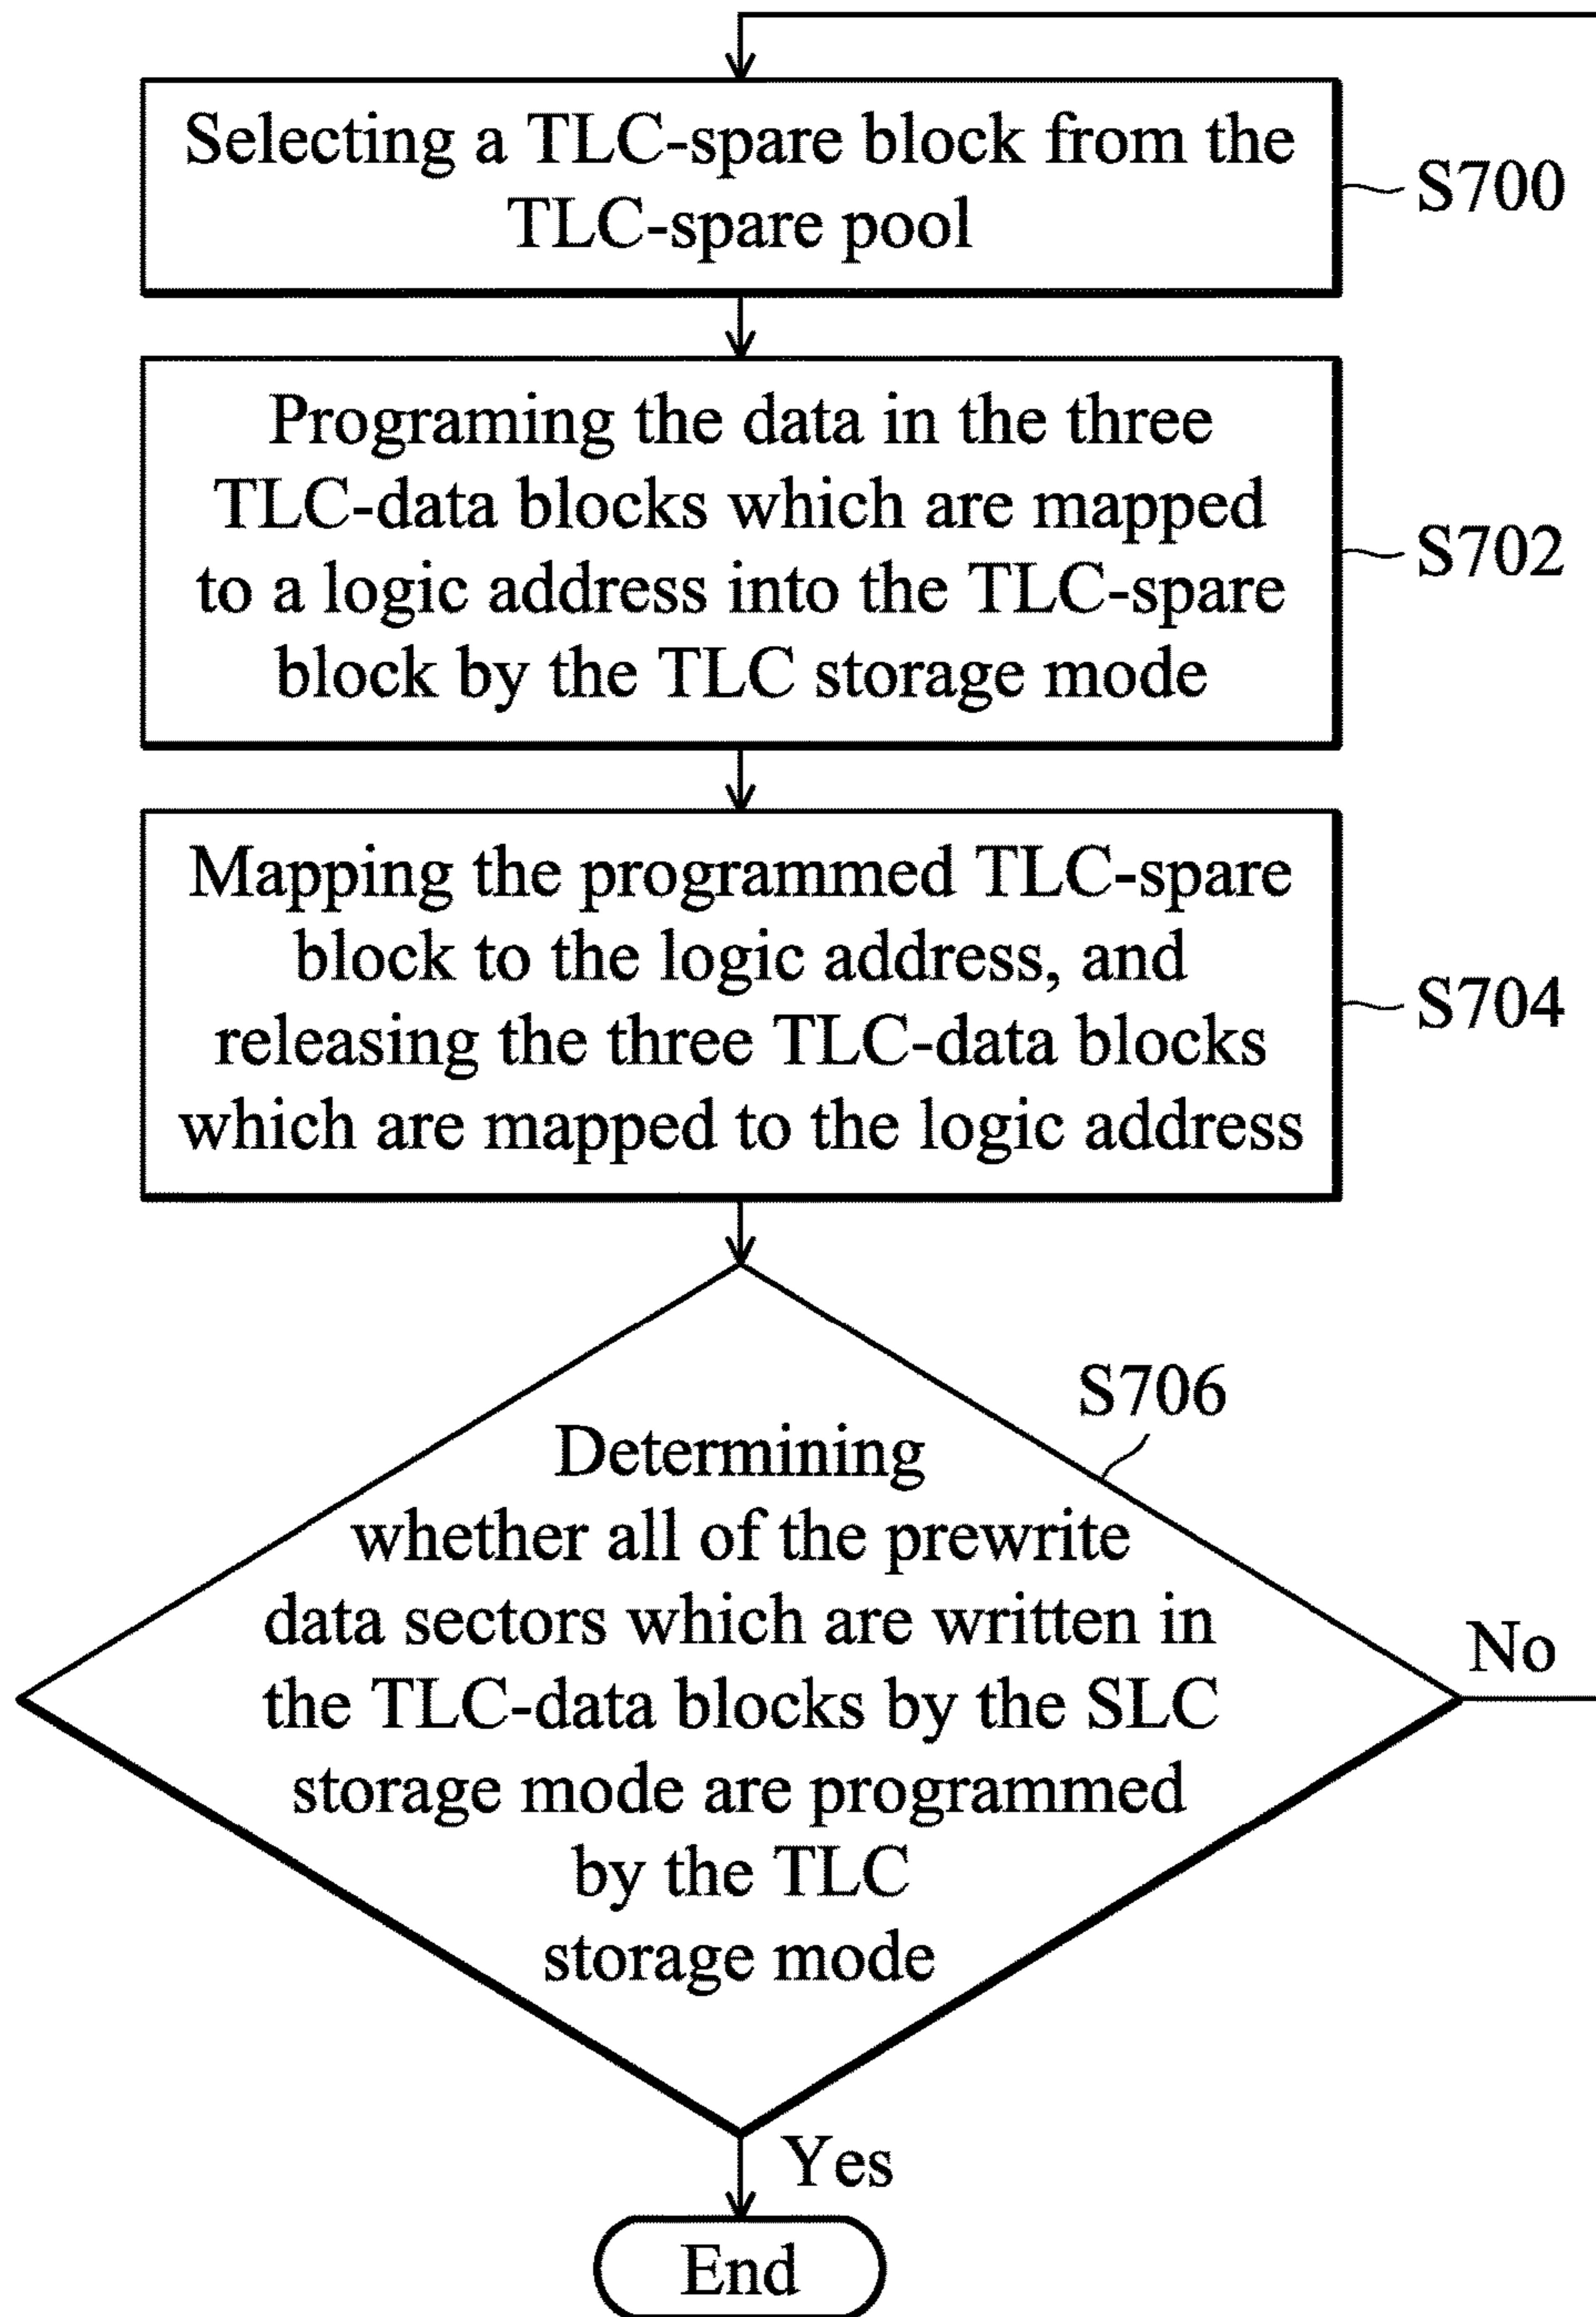 Selecting a TLC-spare block from the
TLC-spare pool
S700
Programing the data in the three
TLC-data blocks which are mapped
to a logic address into the TLC-spare
block by the TLC storage mode
S702
Mapping the programmed TLC-spare
block to the logic address, and
releasing the three TLC-data blocks
which are mapped to the logic address
S704
S706
Determining
whether all of the prewrite
data sectors which are written in
the TLC-data blocks by the SLC
storage mode are programmed
by the TLC
storage mode
No
Yes
End